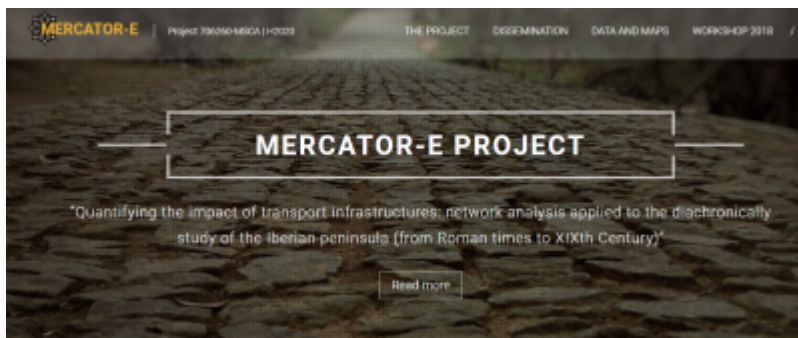 MERCATOR-E | Project 706260-MSCA | H2020 THE PROJECT DISSEMINATION DATA AND MAPS WORKSHOP 2018 /
MERCATOR-E PROJECT
"Quantifying the impact of transport infrastructures: network analysis applied to the diachronically
study of the Iberian peninsula (from Roman times to XIXth Century)"
Read more